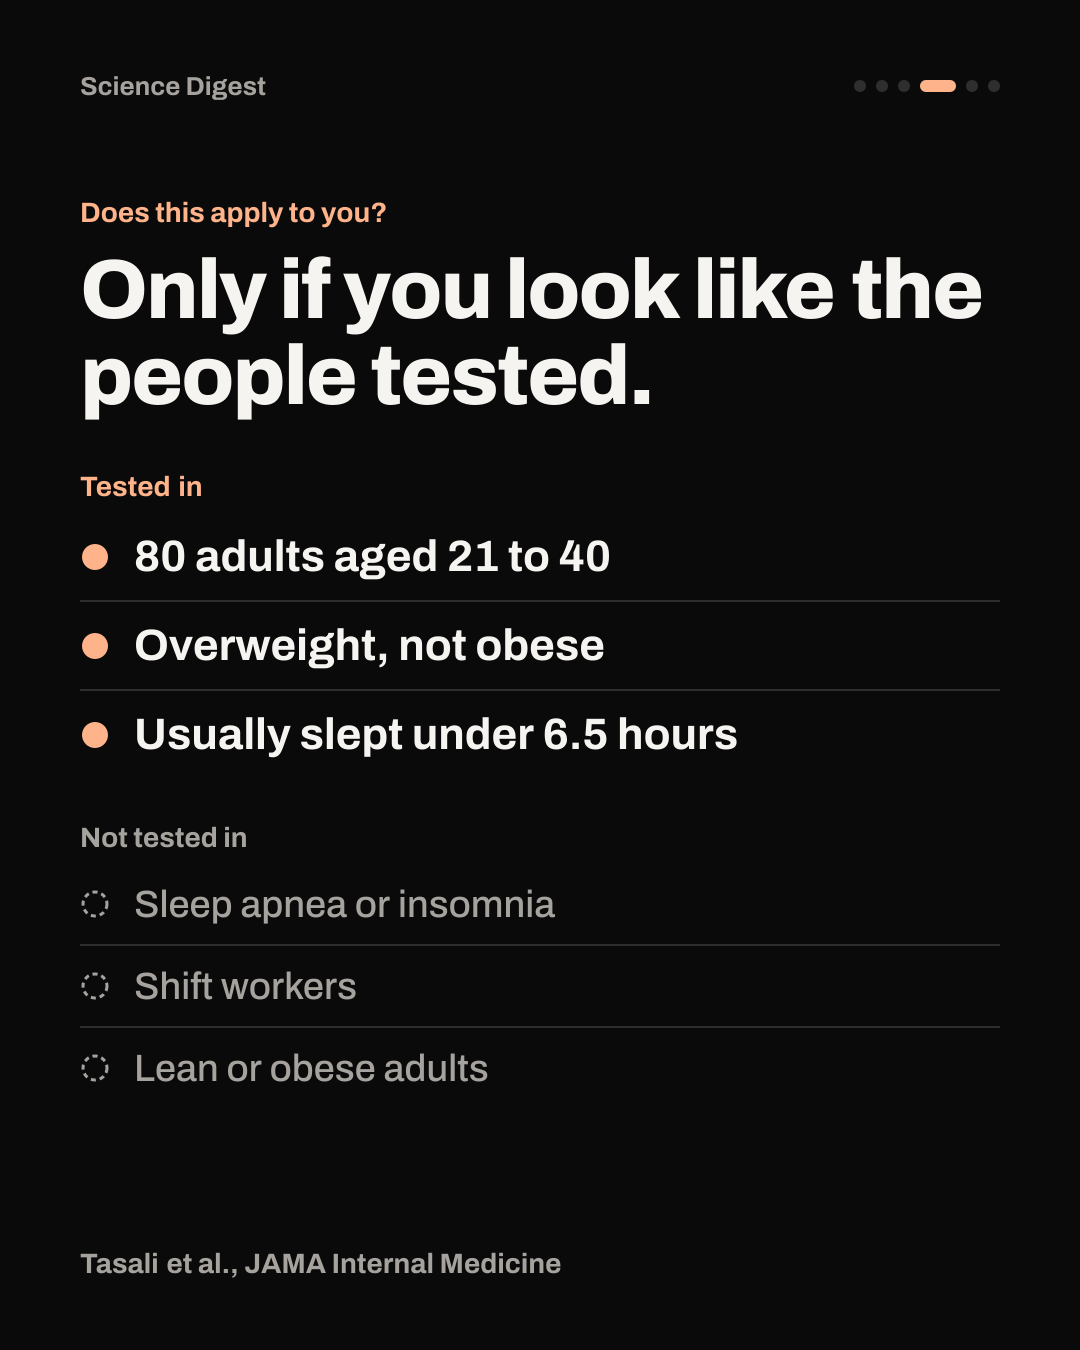 Science Digest
Does this apply to you?
Only if you look like the
people tested.
Tested in
80 adults aged 21 to 40
Overweight, not obese
Usually slept under 6.5 hours
Not tested in
Sleep apnea or insomnia
Shift workers
Lean or obese adults
Tasali et al., JAMA Internal Medicine